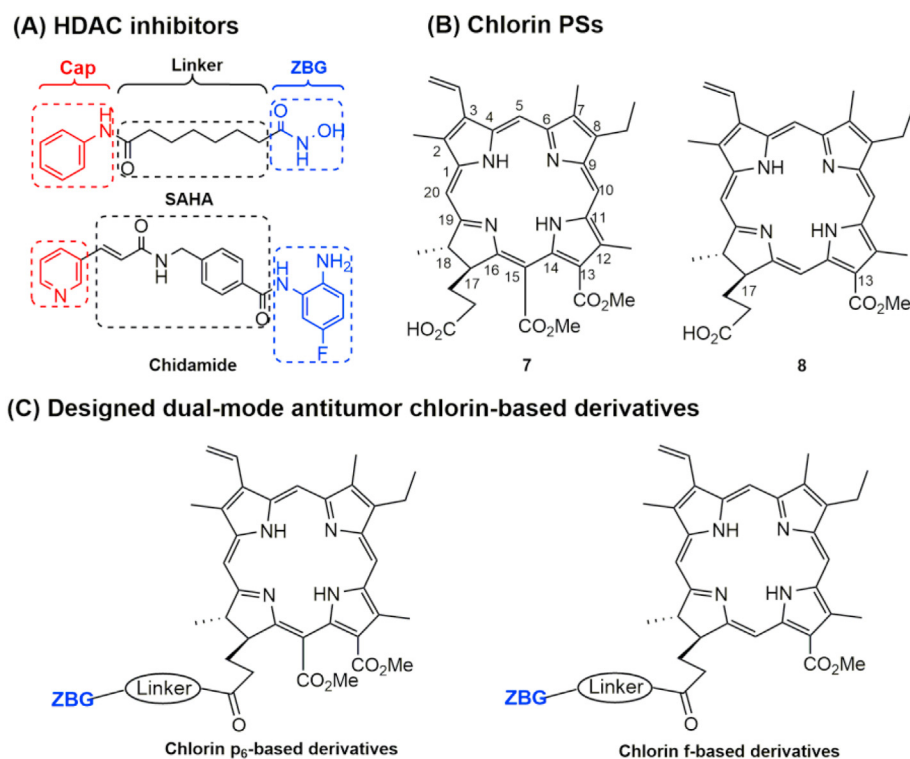 (A) HDAC inhibitors
Cap
Linker
ZBG
H
N
O
O
N
H
OH
SAHA
N
O
N
H
O
H
N
NH₂
F
Chidamide
(B) Chlorin PSs
3
4
5
6
7
8
2
1
NH
N
9
20
10
19
N
HN
11
18
17
16
15
14
13
12
HO₂C
CO₂Me
CO₂Me
7
NH
N
N
HN
17
13
CO₂Me
HO₂C
8
(C) Designed dual-mode antitumor chlorin-based derivatives
NH
N
N
HN
CO₂Me
CO₂Me
ZBG
Linker
O
Chlorin p₆-based derivatives
NH
N
N
HN
CO₂Me
ZBG
Linker
O
Chlorin f-based derivatives